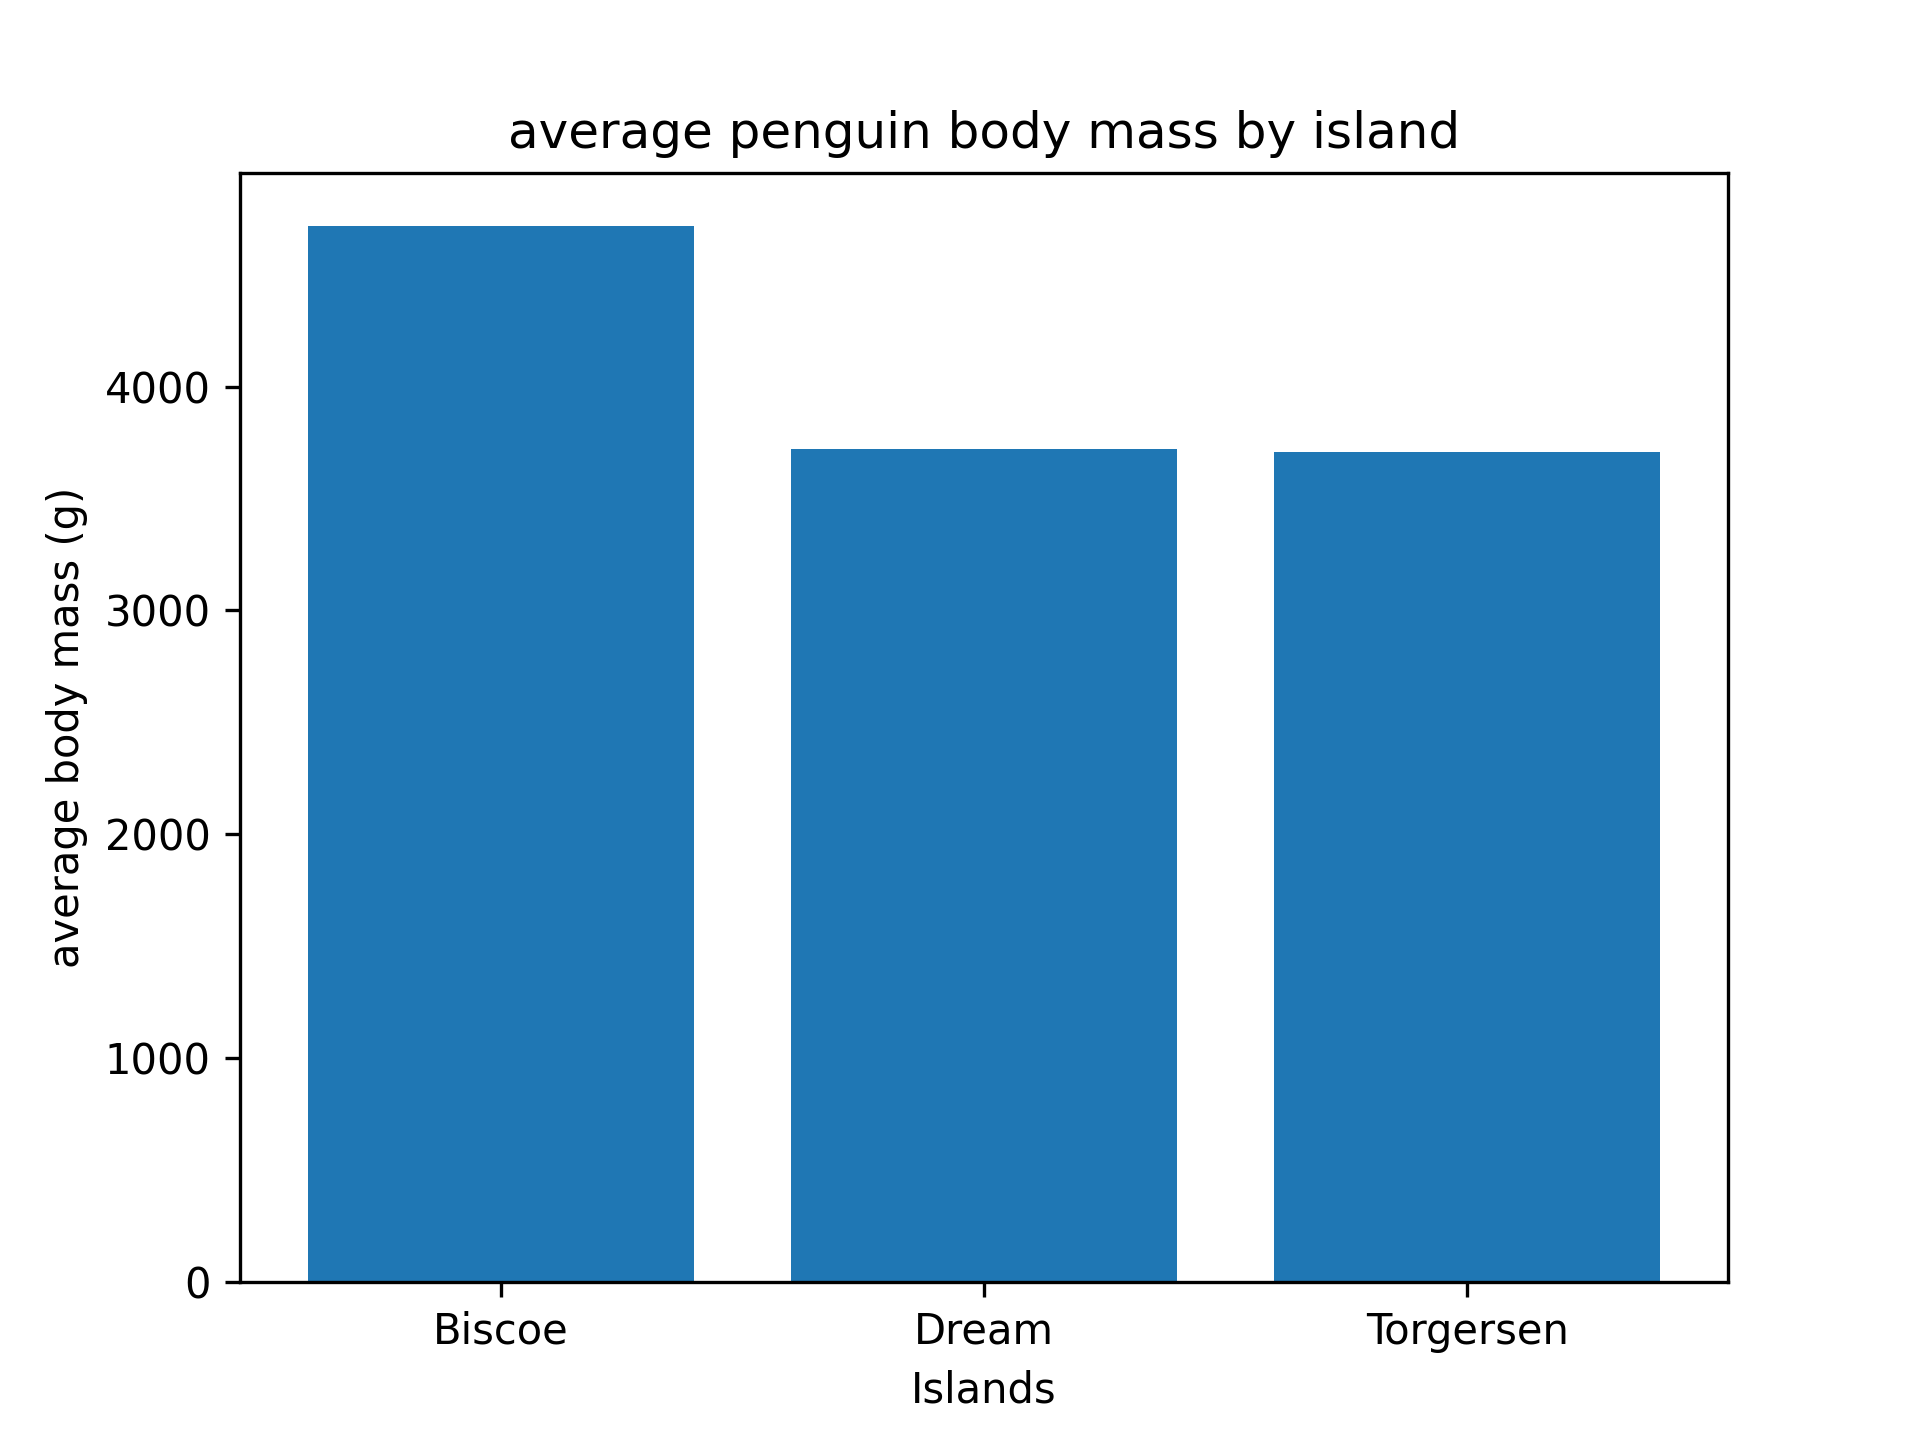 average penguin body mass by island
average body mass (g)
4000
3000
2000
1000
0
Biscoe
Dream
Torgersen
Islands